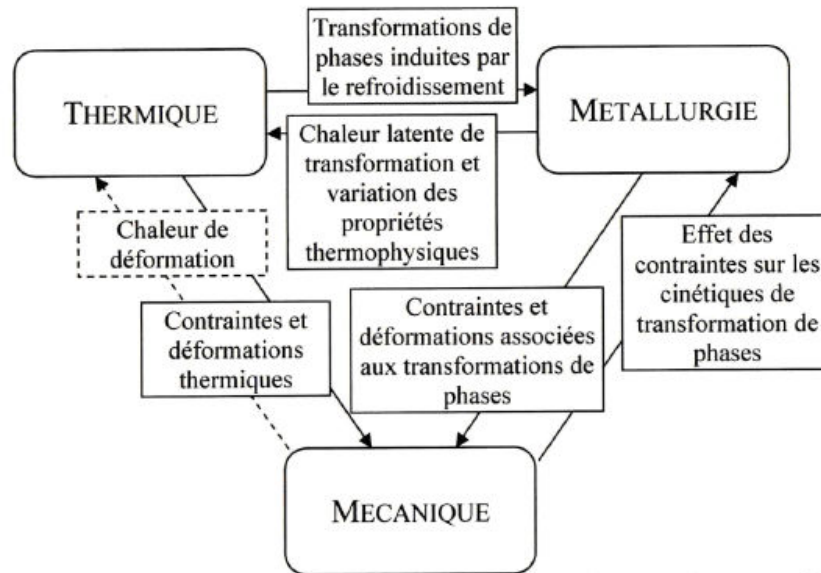 Transformations de
phases induites par
le refroidissement
THERMIQUE
METALLURGIE
Chaleur latente de
transformation et
variation des
propriétés
thermophysiques
Chaleur de
déformation
Effet des
contraintes sur les
cinétiques de
transformation de
phases
Contraintes et
déformations
thermiques
Contraintes et
déformations associées
aux transformations de
phases
MECANIQUE